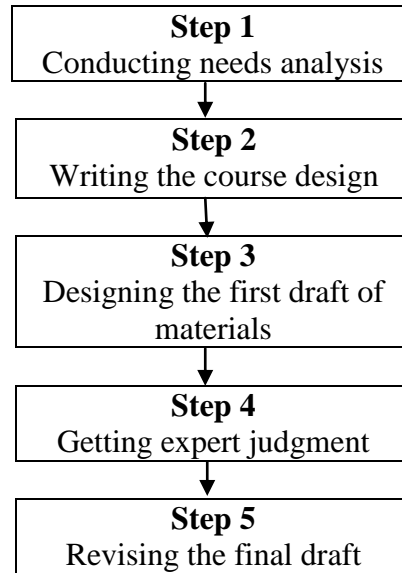 Step 1
Conducting needs analysis
Step 2
Writing the course design
Step 3
Designing the first draft of
materials
Step 4
Getting expert judgment
Step 5
Revising the final draft